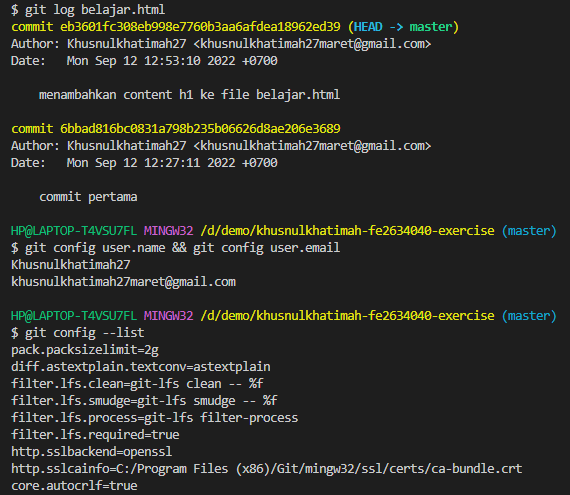 $ git log belajar.html
commit eb3601fc308eb998e7760b3aa6afdea18962ed39 (HEAD -> master)
Author: Khusnulkhatimah27 <khusnulkhatimah27maret@gmail.com>
Date:   Mon Sep 12 12:53:10 2022 +0700
    menambahkan content h1 ke file belajar.html
commit 6bbad816bc0831a798b235b06626d8ae206e3689
Author: Khusnulkhatimah27 <khusnulkhatimah27maret@gmail.com>
Date:   Mon Sep 12 12:27:11 2022 +0700
    commit pertama
HP@LAPTOP-T4VSU7FL MINGW32 /d/demo/khusnulkhatimah-fe2634040-exercise (master)
$ git config user.name && git config user.email
Khusnulkhatimah27
khusnulkhatimah27maret@gmail.com
HP@LAPTOP-T4VSU7FL MINGW32 /d/demo/khusnulkhatimah-fe2634040-exercise (master)
$ git config --list
pack.packsizelimit=2g
diff.astextplain.textconv=astextplain
filter.lfs.clean=git-lfs clean -- %f
filter.lfs.smudge=git-lfs smudge -- %f
filter.lfs.process=git-lfs filter-process
filter.lfs.required=true
http.sslbackend=openssl
http.sslcainfo=C:/Program Files (x86)/Git/mingw32/ssl/certs/ca-bundle.crt
core.autocrlf=true